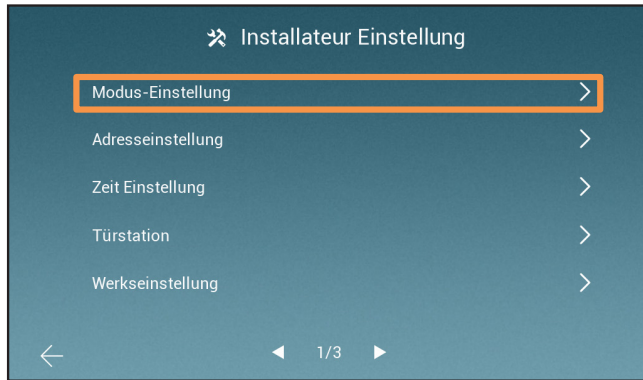 Installateur Einstellung
Modus-Einstellung
Adresseinstellung
Zeit Einstellung
Türstation
Werkseinstellung
1/3